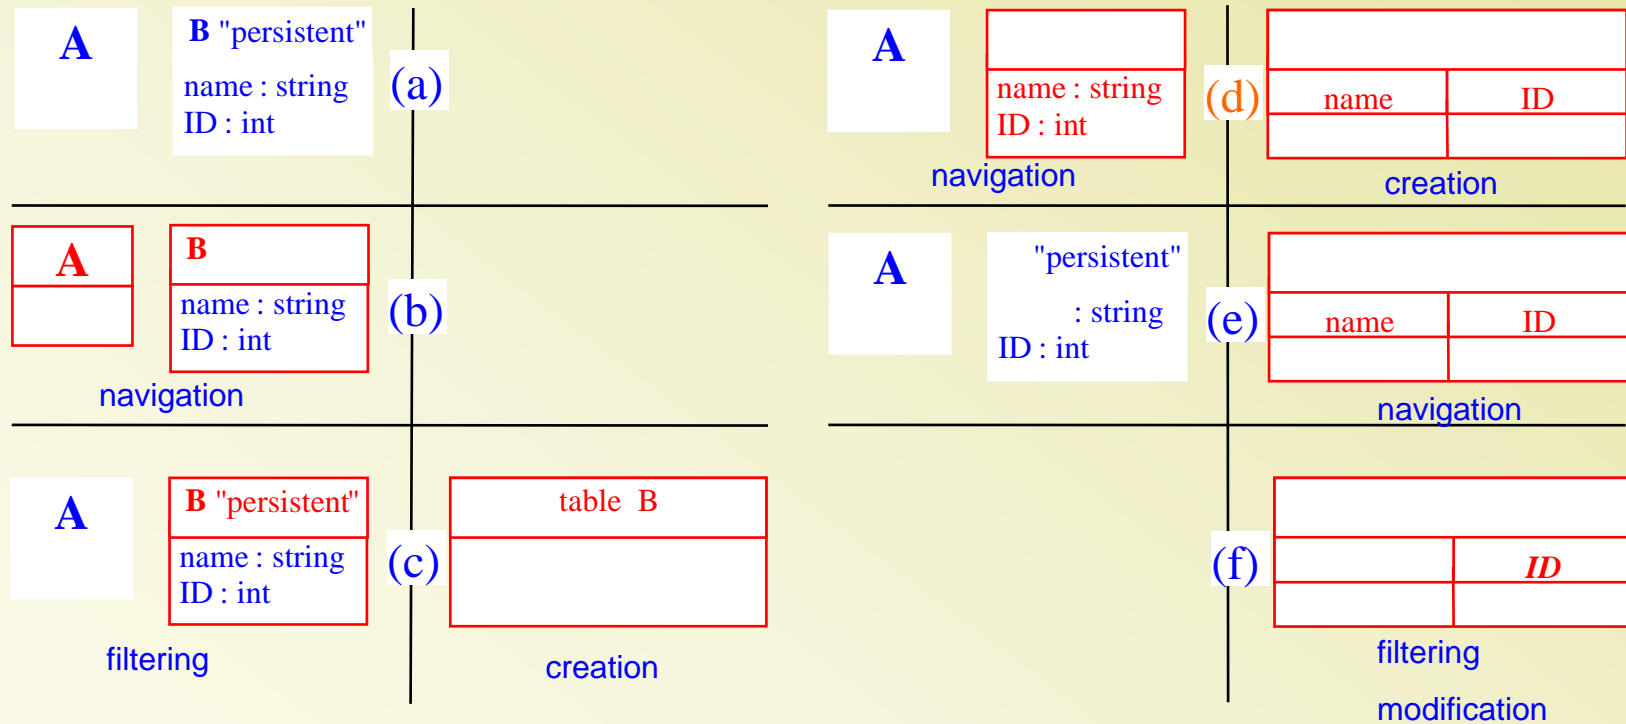 A
B "persistent"
name : string
ID : int
(a)
A
B
name : string
ID : int
(b)
navigation
A
B "persistent"
name : string
ID : int
(c)
table B
filtering
creation
A
name : string
ID : int
(d)
name ID
navigation
creation
A
"persistent"
: string
ID : int
(e)
name ID
navigation
(f)
ID
filtering
modification